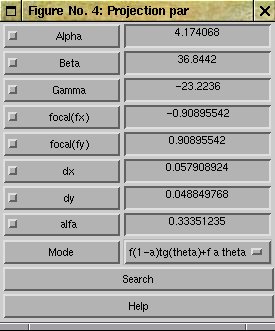 Figure No. 4: Projection par
Alpha 4.174068
Beta 36.8442
Gamma -23.2236
focal(fx) -0.90895542
focal(fy) 0.90895542
dx 0.057908924
dy 0.048849768
alfa 0.33351235
Mode f(1-a)tg(theta)+f a theta
Search
Help